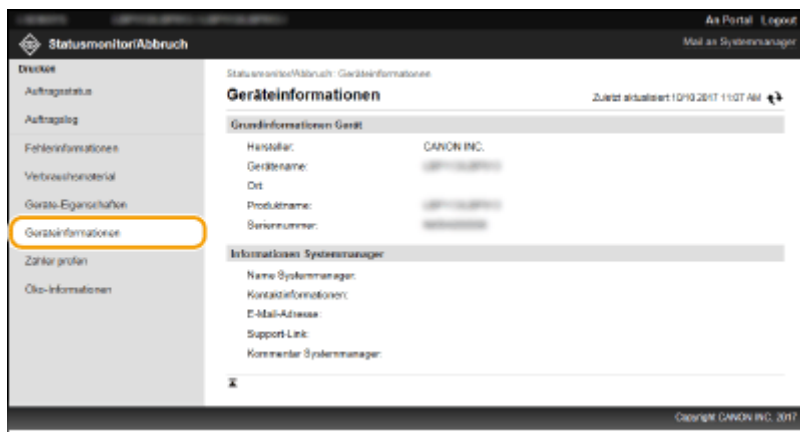 An Portal Logout
Statusmonitor/Abbruch
Mail an Systemmanager
Drucken
Auftragsstatus
Auftragslog
Fehlerinformationen
Verbrauchsmaterial
Geräte-Eigenschaften
Geräteinformationen
Zähler prüfen
Öko-Informationen
Statusmonitor/Abbruch: Geräteinformationen
Geräteinformationen
Zuletzt aktualisiert:10/10 2017 11:07 AM
Grundinformationen Gerät
Hersteller: CANON INC.
Gerätename:
Ort:
Produktname:
Seriennummer:
Informationen Systemmanager
Name Systemmanager:
Kontaktinformationen:
E-Mail-Adresse:
Support-Link:
Kommentar Systemmanager:
Copyright CANON INC. 2017